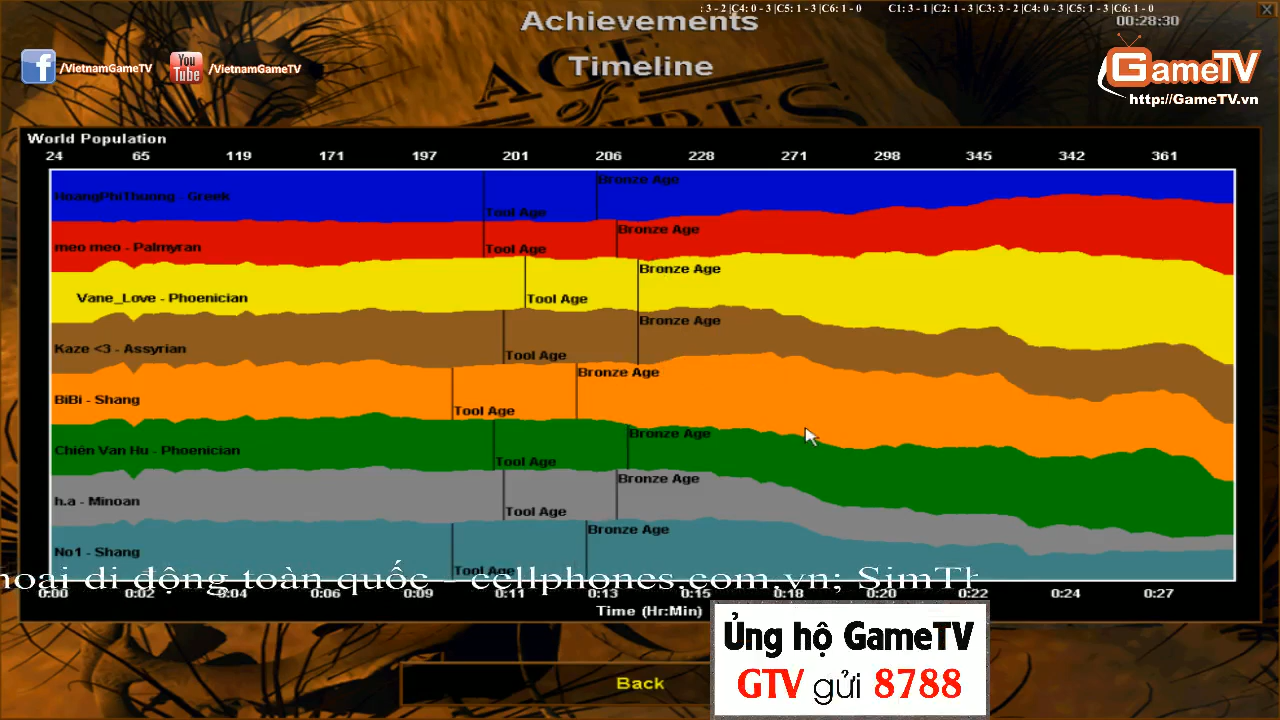 : 3 - 2 |C4: 0 - 3 |C5: 1 - 3 |C6: 1 - 0 C1: 3 - 1 |C2: 1 - 3 |C3: 3 - 2 |C4: 0 - 3 |C5: 1 - 3 |C6: 1 - 0
Achievements
00:28:30
AGE
of
Timeline
/VietnamGameTV
You Tube
/VietnamGameTV
GameTV
http://GameTV.vn
World Population
24 65 119 171 197 201 206 228 271 298 345 342 361
HoangPhiThuong - Greek
Tool Age
Bronze Age
meo meo - Palmyran
Tool Age
Bronze Age
Vane_Love - Phoenician
Tool Age
Bronze Age
Kaze <3 - Assyrian
Tool Age
Bronze Age
BiBi - Shang
Tool Age
Bronze Age
Chiên Van Hu - Phoenician
Tool Age
Bronze Age
h.a - Minoan
Tool Age
Bronze Age
No1 - Shang
Tool Age
Bronze Age
hoại di động toàn quốc - cellphones.com.vn; SimTh
0:00 0:02 0:04 0:06 0:09 0:11 0:13 0:15 0:18 0:20 0:22 0:24 0:27
Time (Hr:Min)
Ủng hộ GameTV
GTV gửi 8788
Back